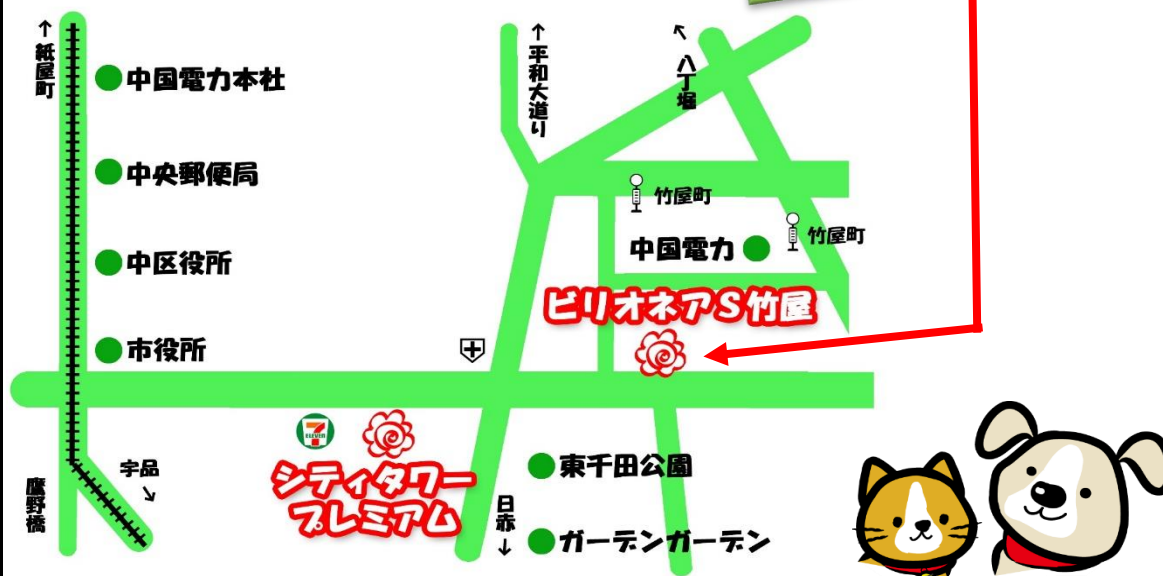 ↑紙屋町
中国電力本社
中央郵便局
中区役所
市役所
↑平和大通り
↖八丁堀
竹屋町
竹屋町
中国電力
ビリオネアS竹屋
7
ELEVEN
シティタワー
プレミアム
鷹野橋
宇品↘
日赤↓
東千田公園
ガーデンガーデン